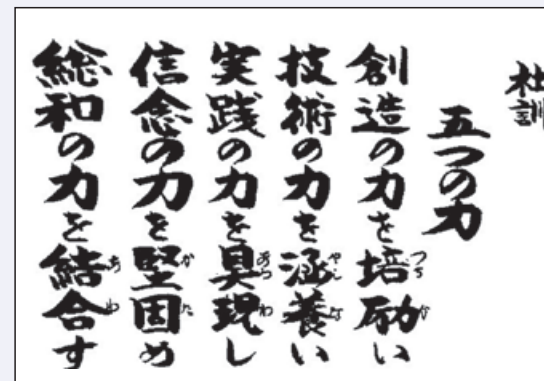 社訓
五つの力
創造の力を培励い
技術の力を涵養い
実践の力を具現し
信念の力を堅固め
総和の力を結合す